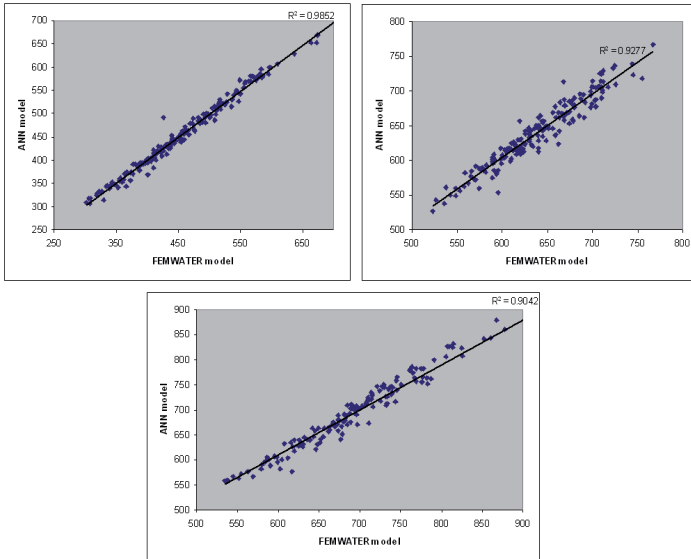 R² = 0.9852
700
650
600
550
500
450
400
350
300
250
250 350 450 550 650
ANN model
FEMWATER model
R² = 0.9277
800
750
700
650
600
550
500
500 550 600 650 700 750 800
ANN model
FEMWATER model
R² = 0.9042
900
850
800
750
700
650
600
550
500
500 550 600 650 700 750 800 850 900
ANN model
FEMWATER model